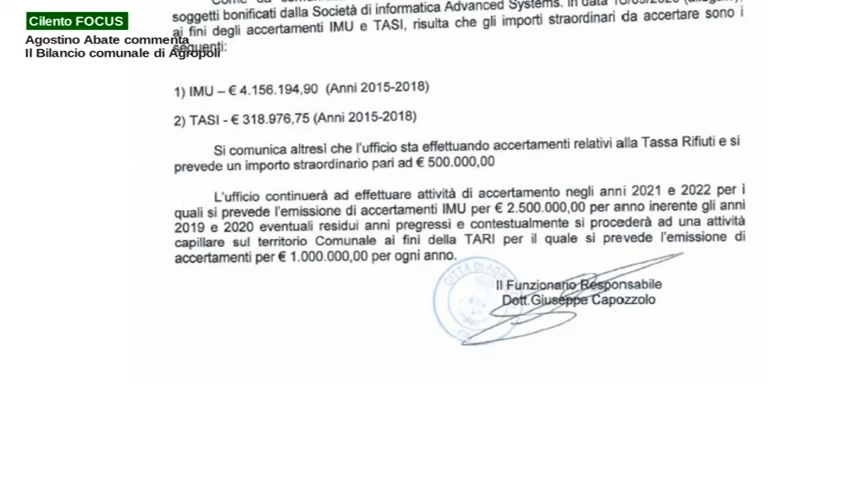 Cilento FOCUS
Agostino Abate commenta
Il Bilancio comunale di Agropoli
soggetti bonificati dalla Società di informatica Advanced Systems. In data
ai fini degli accertamenti IMU e TASI, risulta che gli importi straordinari da accertare sono i
seguenti:
1) IMU – € 4.156.194,90 (Anni 2015-2018)
2) TASI - € 318.976,75 (Anni 2015-2018)
Si comunica altresì che l'ufficio sta effettuando accertamenti relativi alla Tassa Rifiuti e si
prevede un importo straordinario pari ad € 500.000,00
L'ufficio continuerà ad effettuare attività di accertamento negli anni 2021 e 2022 per i
quali si prevede l'emissione di accertamenti IMU per € 2.500.000,00 per anno inerente gli anni
2019 e 2020 eventuali residui anni pregressi e contestualmente si procederà ad una attività
capillare sul territorio Comunale ai fini della TARI per il quale si prevede l'emissione di
accertamenti per € 1.000.000,00 per ogni anno.
CITTÀ DI AGR
Il Funzionario Responsabile
Dott.Giuseppe Capozzolo